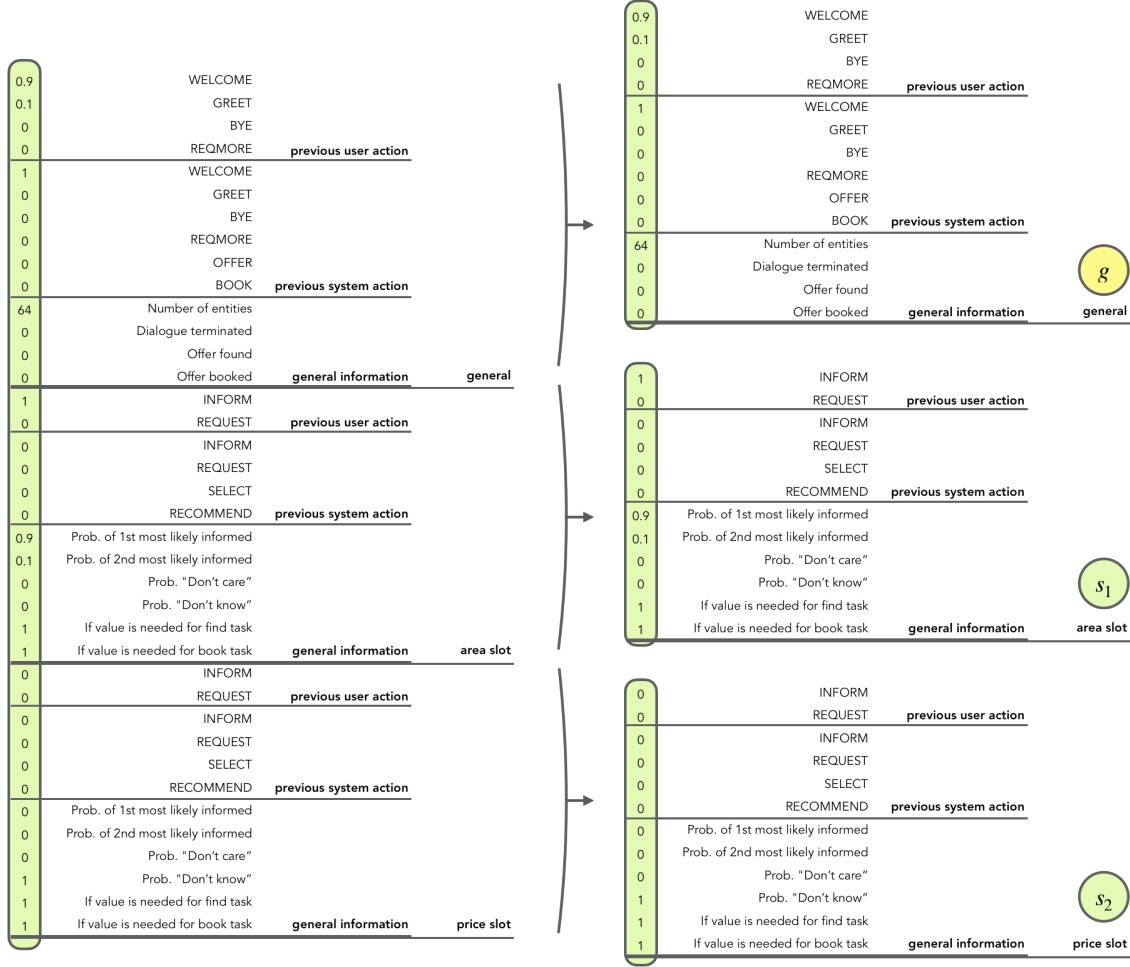 0.9 WELCOME
0.1 GREET
0 BYE
0 REQMORE previous user action
1 WELCOME
0 GREET
0 BYE
0 REQMORE
0 OFFER
0 BOOK previous system action
64 Number of entities
0 Dialogue terminated
0 Offer found
0 Offer booked general information general
1 INFORM
0 REQUEST previous user action
0 INFORM
0 REQUEST
0 SELECT
0 RECOMMEND previous system action
0.9 Prob. of 1st most likely informed
0.1 Prob. of 2nd most likely informed
0 Prob. "Don't care”
0 Prob. "Don't know”
1 If value is needed for find task
1 If value is needed for book task general information area slot
0 INFORM
0 REQUEST previous user action
0 INFORM
0 REQUEST
0 SELECT
0 RECOMMEND previous system action
0 Prob. of 1st most likely informed
0 Prob. of 2nd most likely informed
0 Prob. "Don't care”
1 Prob. "Don't know”
1 If value is needed for find task
1 If value is needed for book task general information price slot
0.9 WELCOME
0.1 GREET
0 BYE
0 REQMORE previous user action
1 WELCOME
0 GREET
0 BYE
0 REQMORE
0 OFFER
0 BOOK previous system action
64 Number of entities
0 Dialogue terminated
g
0 Offer found
0 Offer booked general information general
1 INFORM
0 REQUEST previous user action
0 INFORM
0 REQUEST
0 SELECT
0 RECOMMEND previous system action
0.9 Prob. of 1st most likely informed
0.1 Prob. of 2nd most likely informed
0 Prob. "Don't care”
0 Prob. "Don't know”
s1
1 If value is needed for find task
1 If value is needed for book task general information area slot
0 INFORM
0 REQUEST previous user action
0 INFORM
0 REQUEST
0 SELECT
0 RECOMMEND previous system action
0 Prob. of 1st most likely informed
0 Prob. of 2nd most likely informed
0 Prob. "Don't care”
1 Prob. "Don't know”
s2
1 If value is needed for find task
1 If value is needed for book task general information price slot